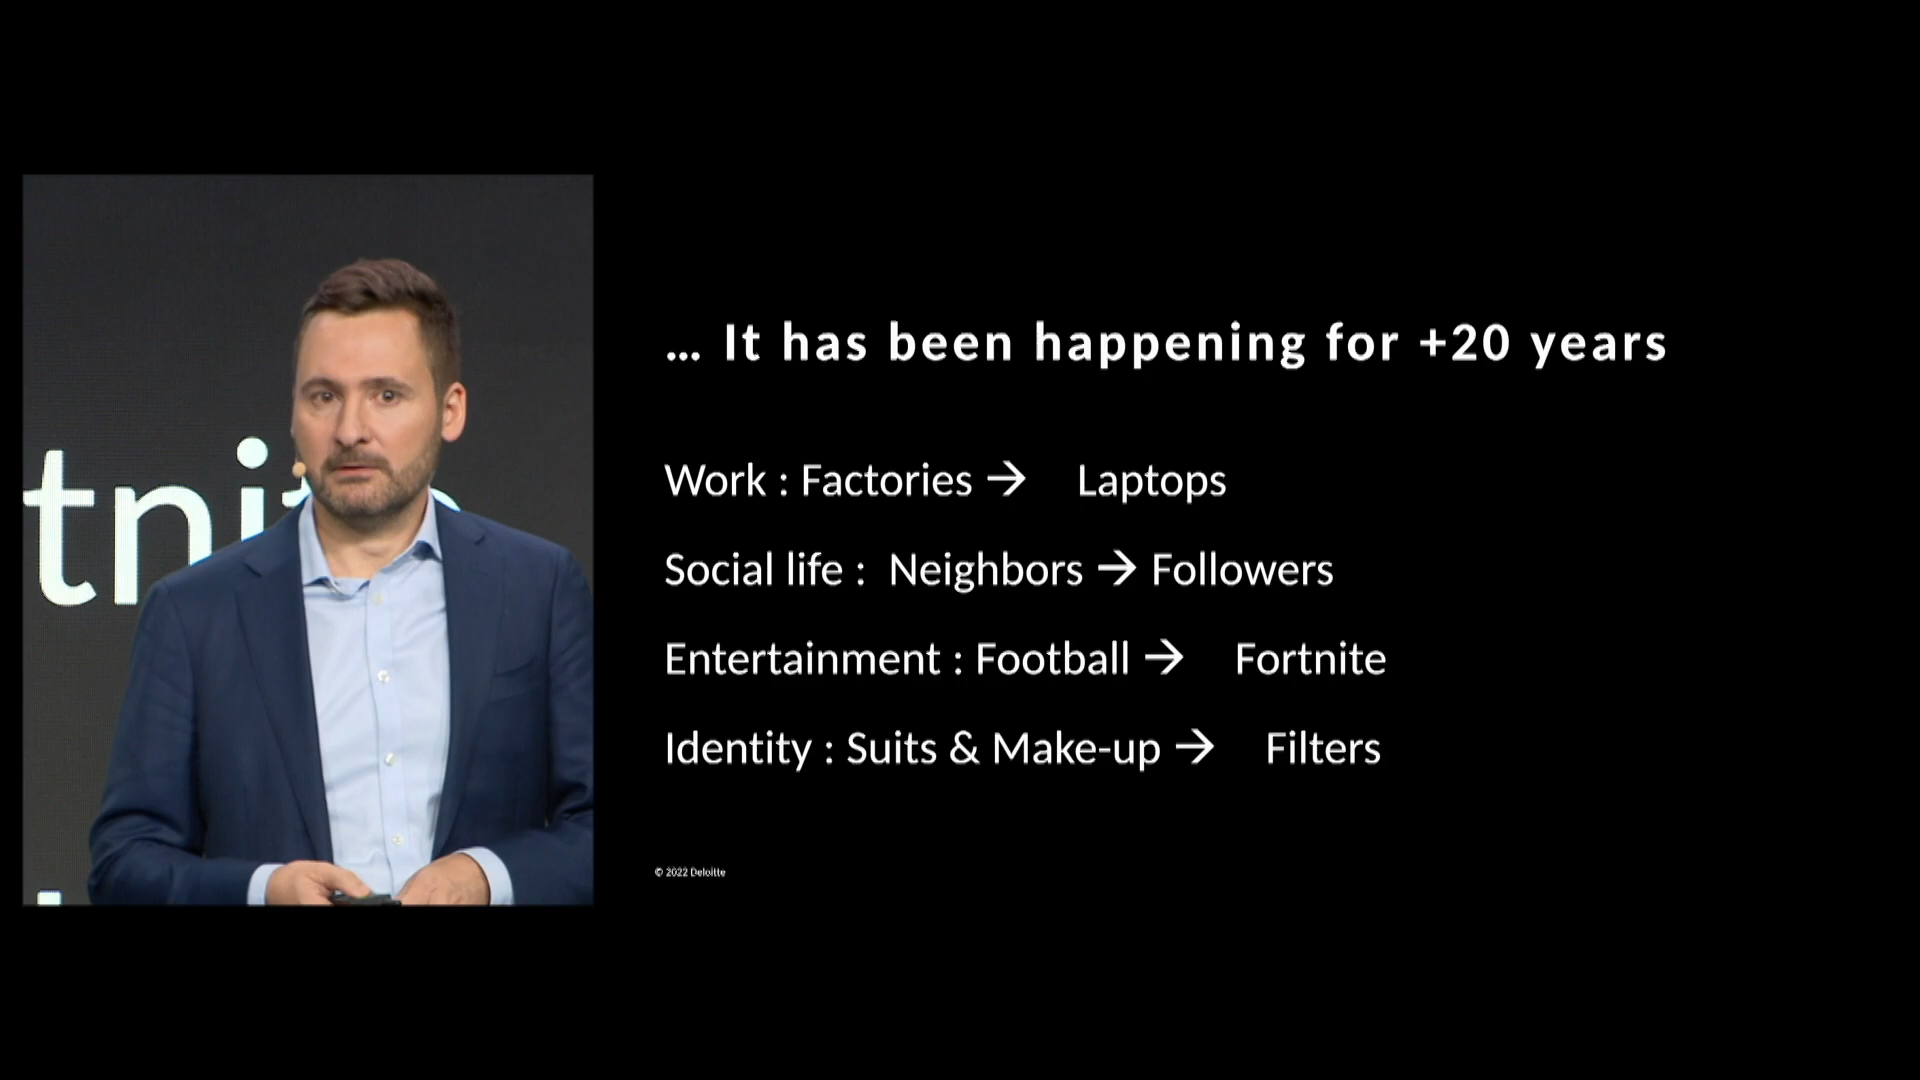 tnite
... It has been happening for +20 years
Work : Factories → Laptops
Social life : Neighbors → Followers
Entertainment : Football → Fortnite
Identity : Suits & Make-up → Filters
© 2022 Deloitte